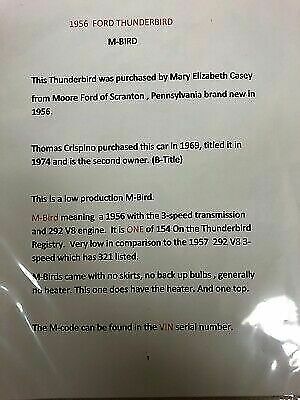 1956 FORD THUNDERBIRD
M-BIRD
This Thunderbird was purchased by Mary Elizabeth Casey
from Moore Ford of Scranton , Pennsylvania brand new in
1956.
Thomas Crispino purchased this car in 1969, titled it in
1974 and is the second owner. (B-Title)
This is a low production M-Bird.
M-Bird meaning a 1956 with the 3-speed transmission
and 292 V8 engine. It is ONE of 154 On the Thunderbird
Registry. Very low in comparison to the 1957 292 V8 3-
speed which has 321 listed.
M-Birds came with no skirts, no back up bulbs , generally
no heater. This one does have the heater. And one top.
The M-code can be found in the VIN serial number.
1